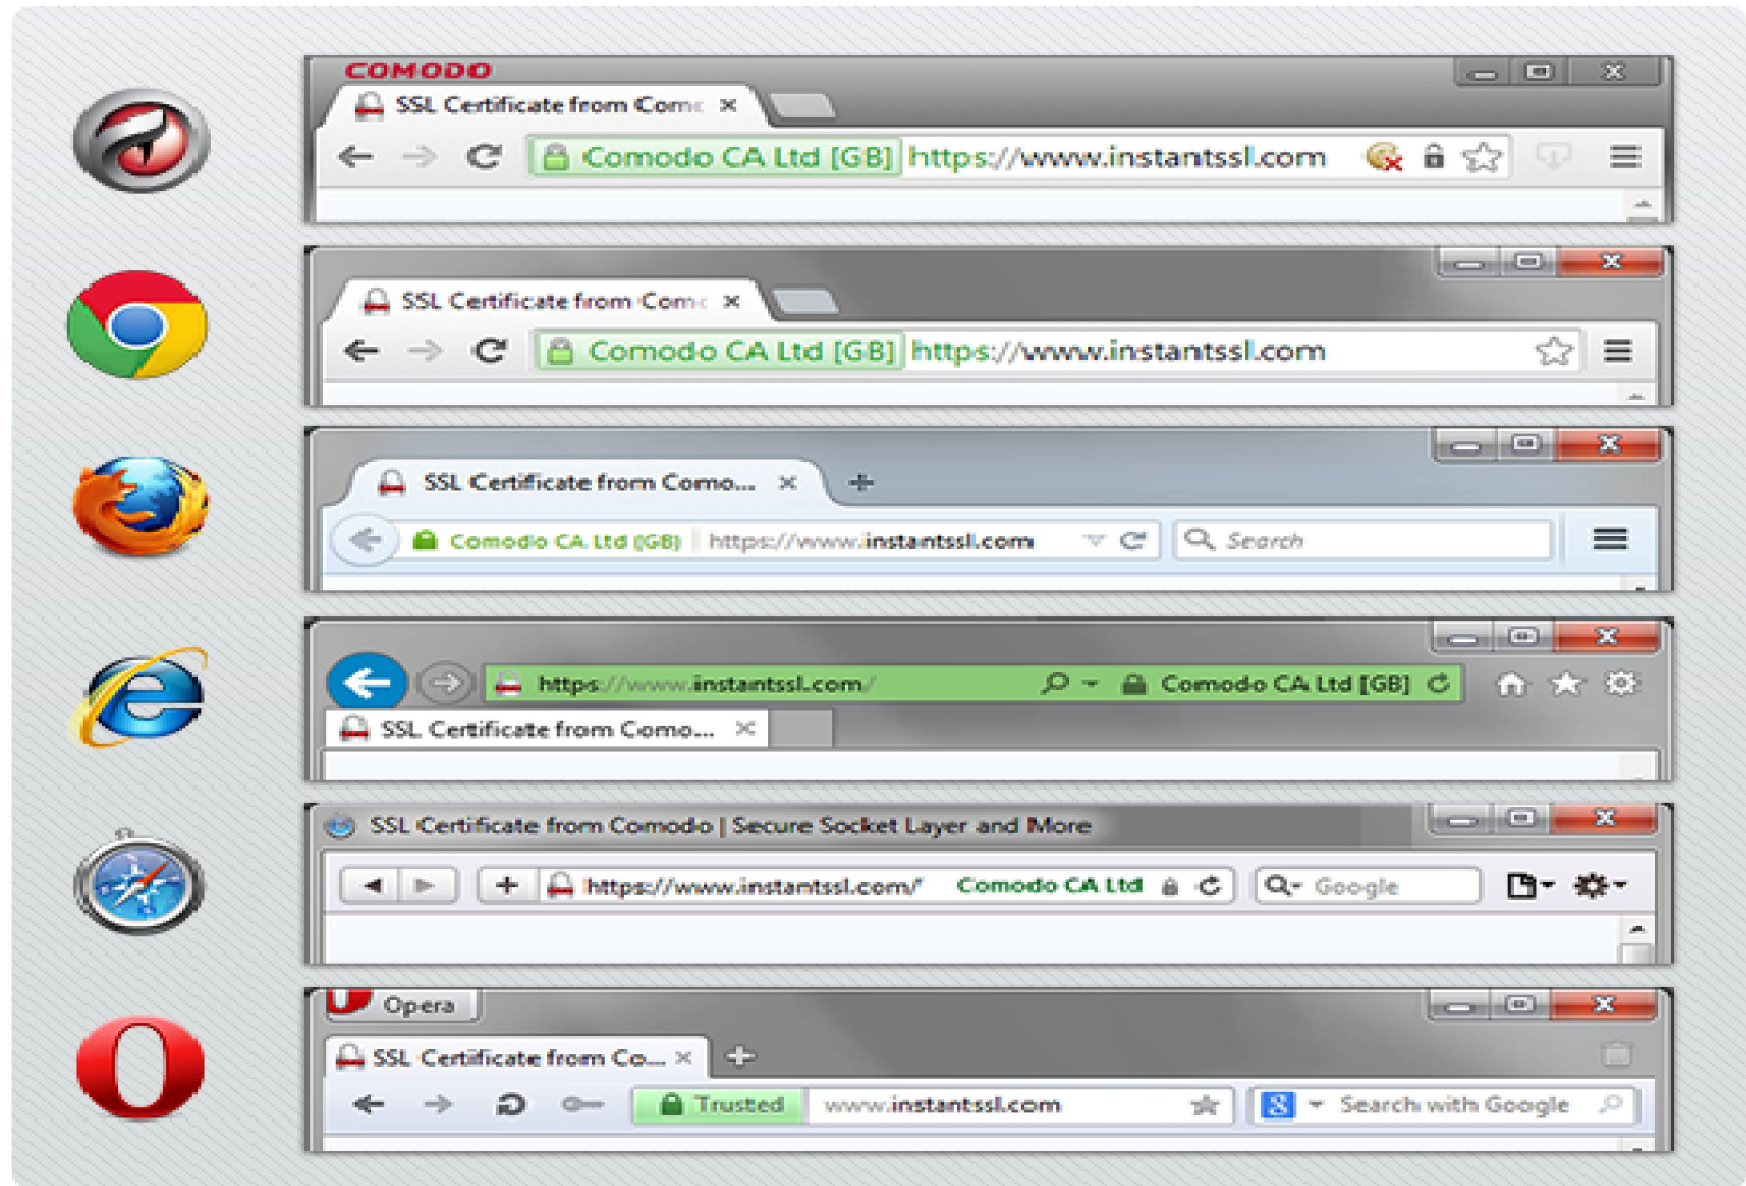 COMODO
SSL Certificate from Como
Comodo CA Ltd [GB] https://www.instantssl.com
SSL Certificate from Como
Comodo CA Ltd [GB] https://www.instantssl.com
SSL Certificate from Como...
Comodo CA Ltd (GB) https://www.instantssl.com Search
https://www.instantssl.com/ Comodo CA Ltd [GB]
SSL Certificate from Como...
SSL Certificate from Comodo | Secure Socket Layer and More
https://www.instantssl.com/ Comodo CA Ltd Google
Opera
SSL Certificate from Co...
Trusted www.instantssl.com 8 Search with Google